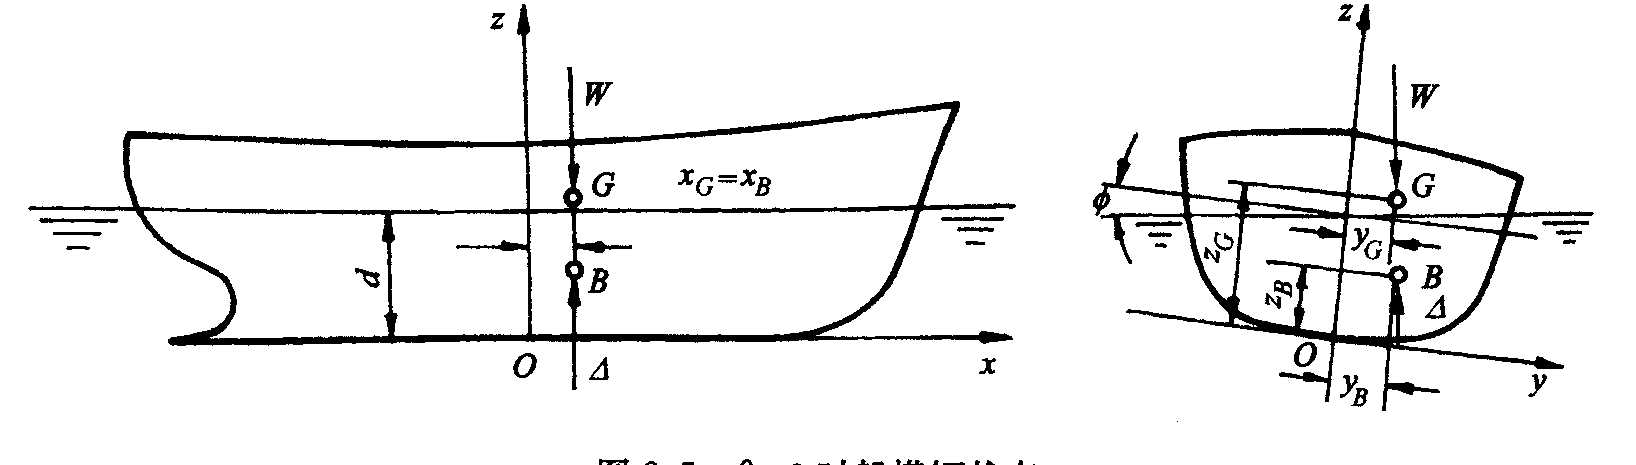 z
W
G
x_G=x_B
d
B
O
Δ
x
z
W
G
ϕ
y_G
z_G
B
z_B
Δ
O
y
y_B